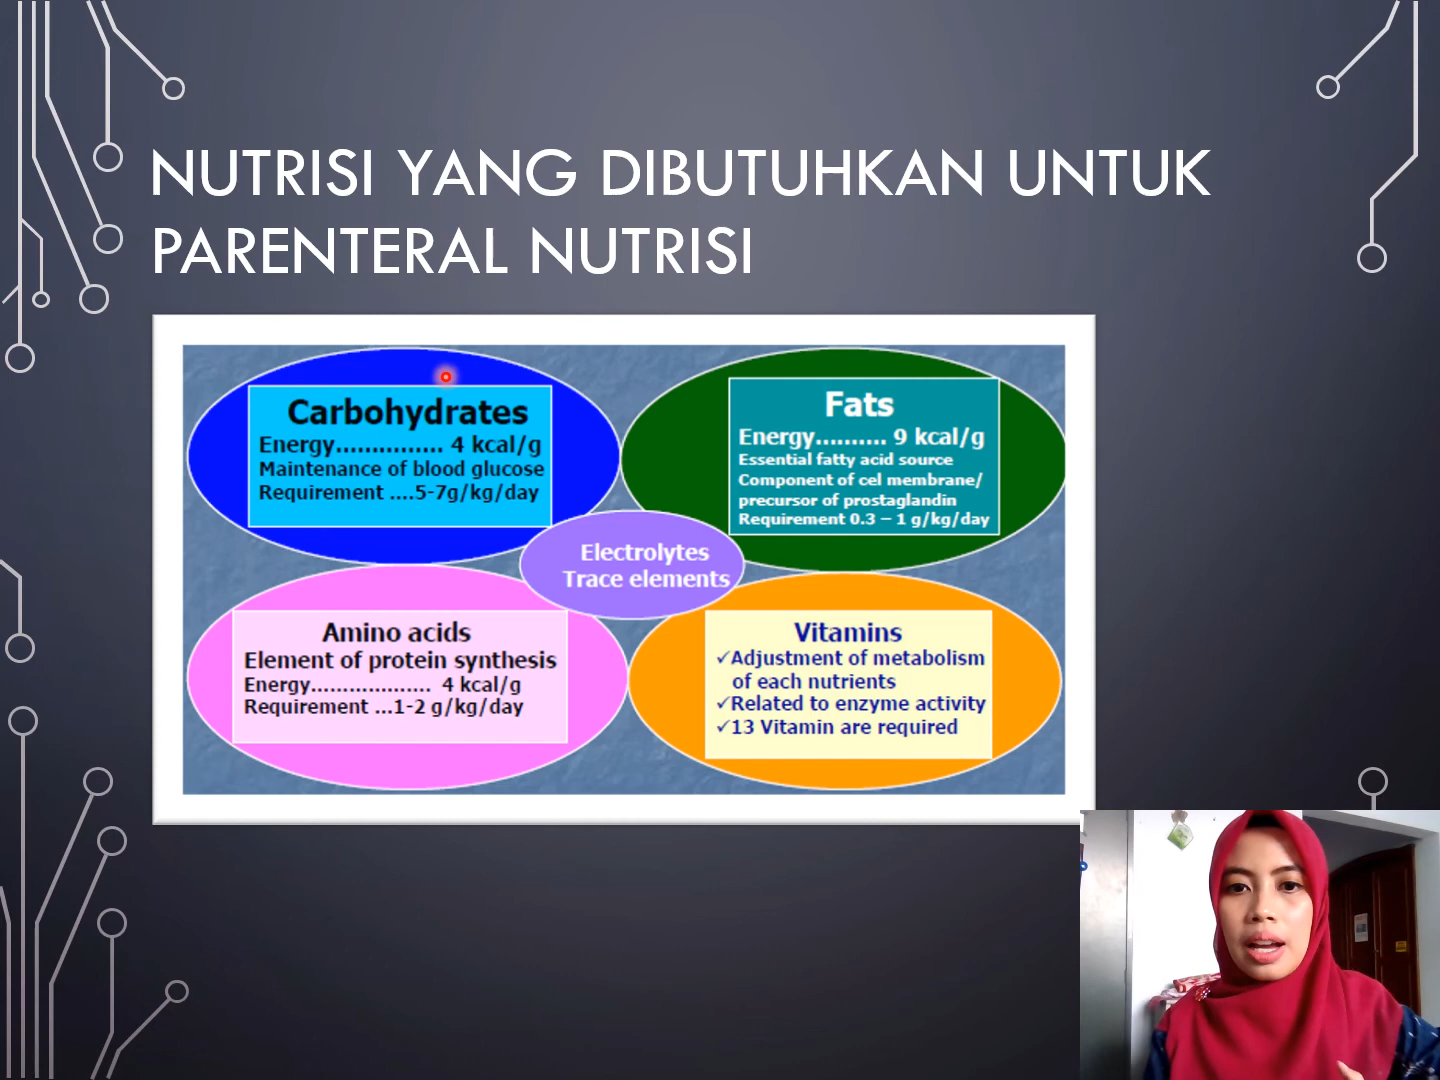 NUTRISI YANG DIBUTUHKAN UNTUK
PARENTERAL NUTRISI
Carbohydrates
Energy............... 4 kcal/g
Maintenance of blood glucose
Requirement ....5-7g/kg/day
Fats
Energy.......... 9 kcal/g
Essential fatty acid source
Component of cel membrane/
precursor of prostaglandin
Requirement 0.3 – 1 g/kg/day
Electrolytes
Trace elements
Amino acids
Element of protein synthesis
Energy................... 4 kcal/g
Requirement ...1-2 g/kg/day
Vitamins
✓Adjustment of metabolism
of each nutrients
✓Related to enzyme activity
✓13 Vitamin are required